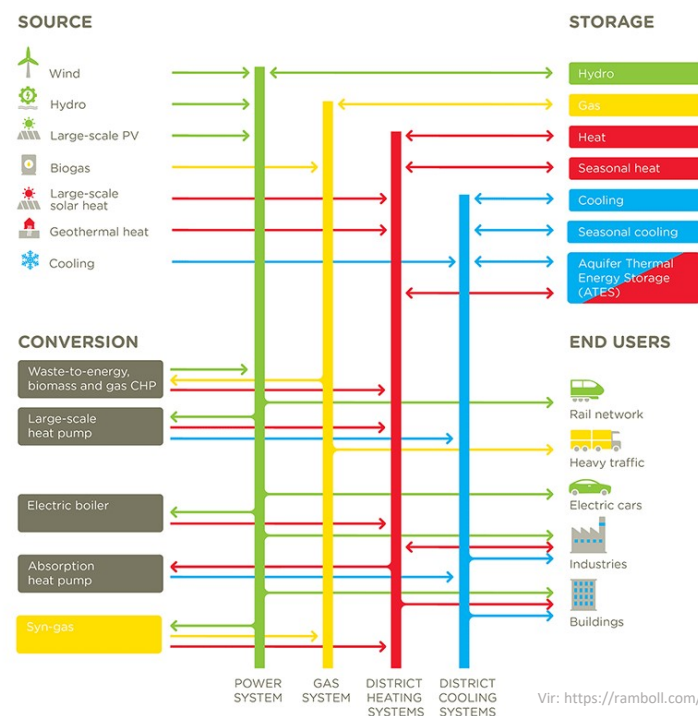 SOURCE
Wind
Hydro
Large-scale PV
Biogas
Large-scale
solar heat
Geothermal heat
Cooling
STORAGE
Hydro
Gas
Heat
Seasonal heat
Cooling
Seasonal cooling
Aquifer Thermal
Energy Storage
(ATES)
CONVERSION
Waste-to-energy,
biomass and gas CHP
Large-scale
heat pump
Electric boiler
Absorption
heat pump
Syn-gas
END USERS
Rail network
Heavy traffic
Electric cars
Industries
Buildings
POWER
SYSTEM
GAS
SYSTEM
DISTRICT
HEATING
SYSTEMS
DISTRICT
COOLING
SYSTEMS
Vir: https://ramboll.com/